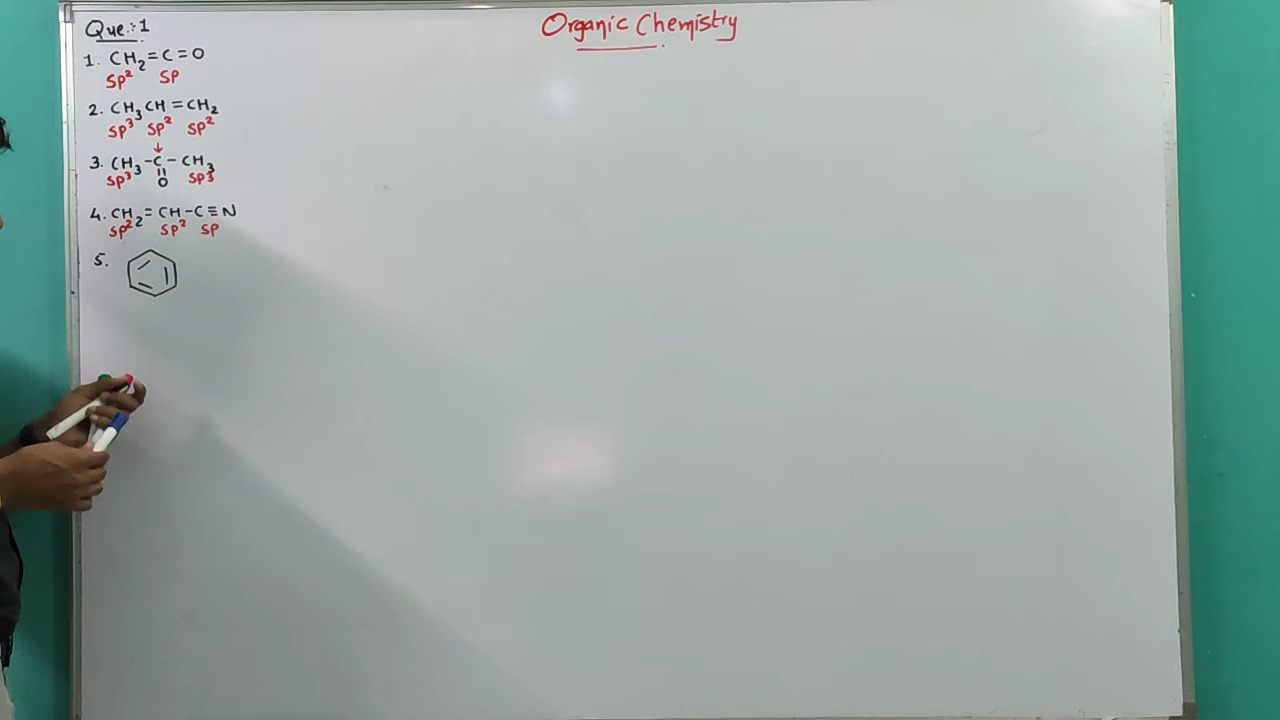 Organic Chemistry
Que.:1
1. CH₂=C=O
sp² sp
2. CH₃CH=CH₂
sp³ sp² sp²
↓
3. CH₃-C-CH₃
sp³ || sp3
O
4. CH₂=CH-C≡N
sp² sp² sp
5.